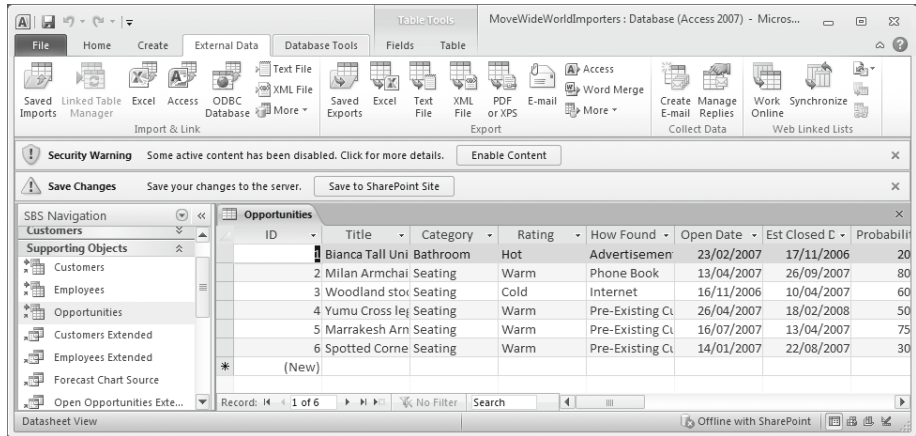 Table Tools
MoveWideWorldImporters : Database (Access 2007) - Micros...
File Home Create External Data Database Tools Fields Table
Saved Imports
Linked Table Manager
Excel
Access
ODBC Database
Text File
XML File
More
Import & Link
Saved Exports
Excel
Text File
XML File
PDF or XPS
E-mail
Access
Word Merge
More
Export
Create E-mail
Manage Replies
Collect Data
Work Online
Synchronize
Web Linked Lists
Security Warning Some active content has been disabled. Click for more details. Enable Content
Save Changes Save your changes to the server. Save to SharePoint Site
SBS Navigation
Customers
Supporting Objects
Customers
Employees
Opportunities
Customers Extended
Employees Extended
Forecast Chart Source
Open Opportunities Exte...
Opportunities
ID Title Category Rating How Found Open Date Est Closed D Probabilit
1 Bianca Tall Uni Bathroom Hot Advertisemen 23/02/2007 17/11/2006 20
2 Milan Armchai Seating Warm Phone Book 13/04/2007 26/09/2007 80
3 Woodland stoo Seating Cold Internet 16/11/2006 10/04/2007 60
4 Yumu Cross leg Seating Warm Pre-Existing Cu 26/04/2007 18/02/2008 50
5 Marrakesh Arm Seating Warm Pre-Existing Cu 16/07/2007 13/04/2007 75
6 Spotted Corne Seating Warm Pre-Existing Cu 14/01/2007 22/08/2007 30
(New)
Record: 1 of 6 No Filter Search
Datasheet View Offline with SharePoint